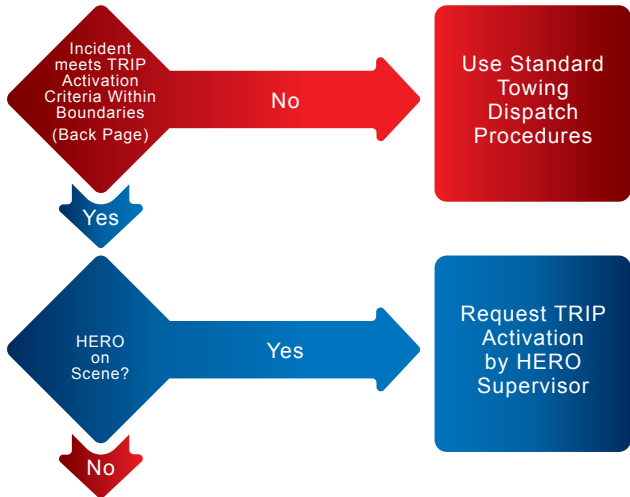 Incident
meets TRIP
Activation
Criteria Within
Boundaries
(Back Page)
No
Use Standard
Towing
Dispatch
Procedures
Yes
HERO
on
Scene?
Yes
Request TRIP
Activation
by HERO
Supervisor
No